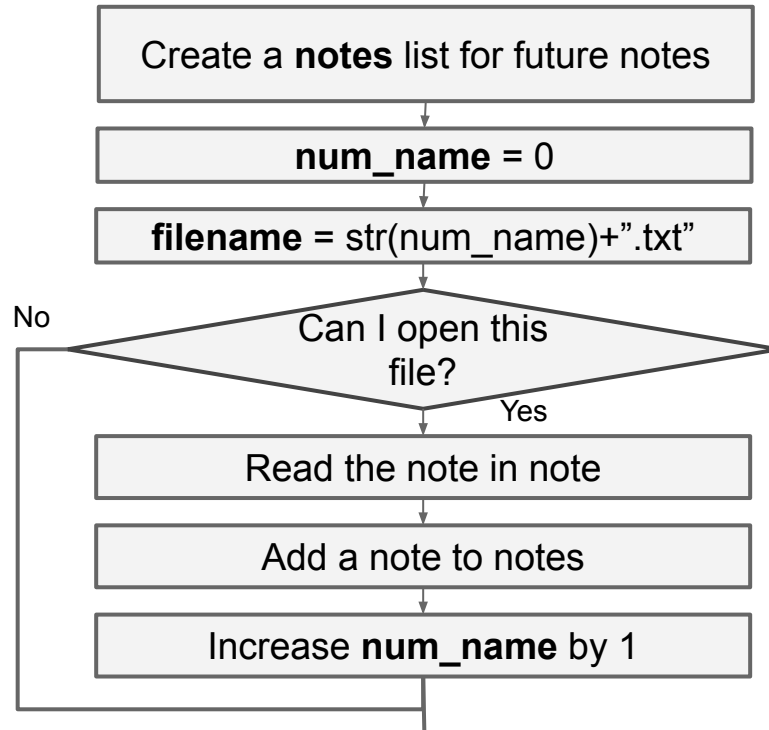 Create a notes list for future notes
num_name = 0
filename = str(num_name)+”.txt”
No
Can I open this
file?
Yes
Read the note in note
Add a note to notes
Increase num_name by 1